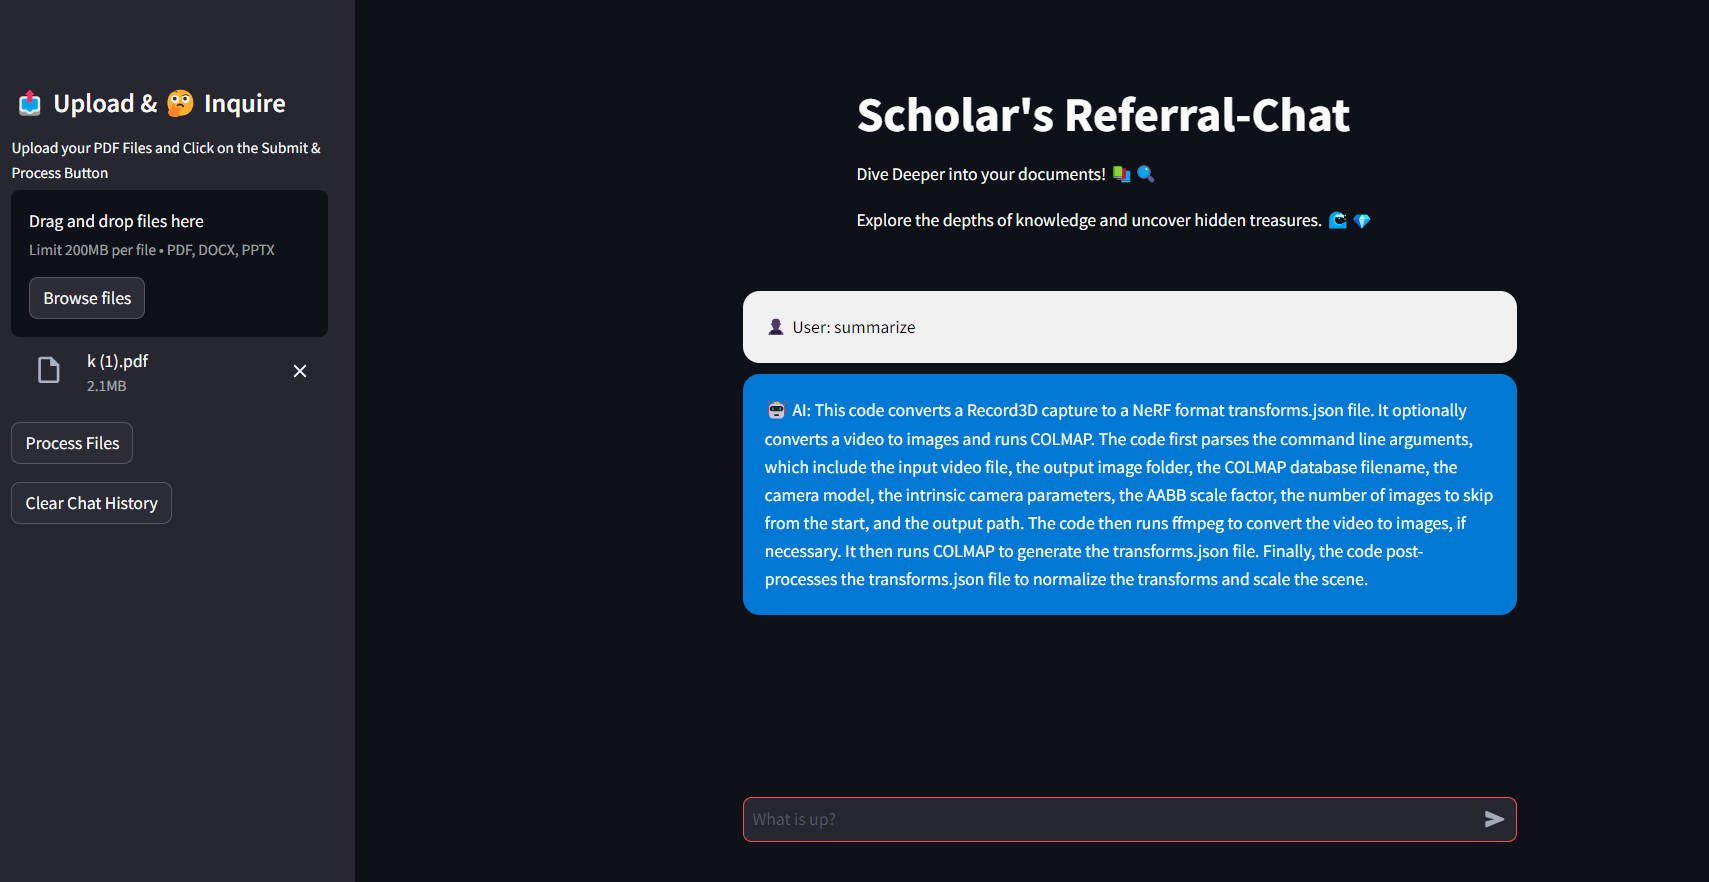 Upload & Inquire
Upload your PDF Files and Click on the Submit &
Process Button
Drag and drop files here
Limit 200MB per file • PDF, DOCX, PPTX
Browse files
k (1).pdf
2.1MB
Process Files
Clear Chat History
Scholar's Referral-Chat
Dive Deeper into your documents!
Explore the depths of knowledge and uncover hidden treasures.
User: summarize
AI: This code converts a Record3D capture to a NeRF format transforms.json file. It optionally
converts a video to images and runs COLMAP. The code first parses the command line arguments,
which include the input video file, the output image folder, the COLMAP database filename, the
camera model, the intrinsic camera parameters, the AABB scale factor, the number of images to skip
from the start, and the output path. The code then runs ffmpeg to convert the video to images, if
necessary. It then runs COLMAP to generate the transforms.json file. Finally, the code post-
processes the transforms.json file to normalize the transforms and scale the scene.
What is up?